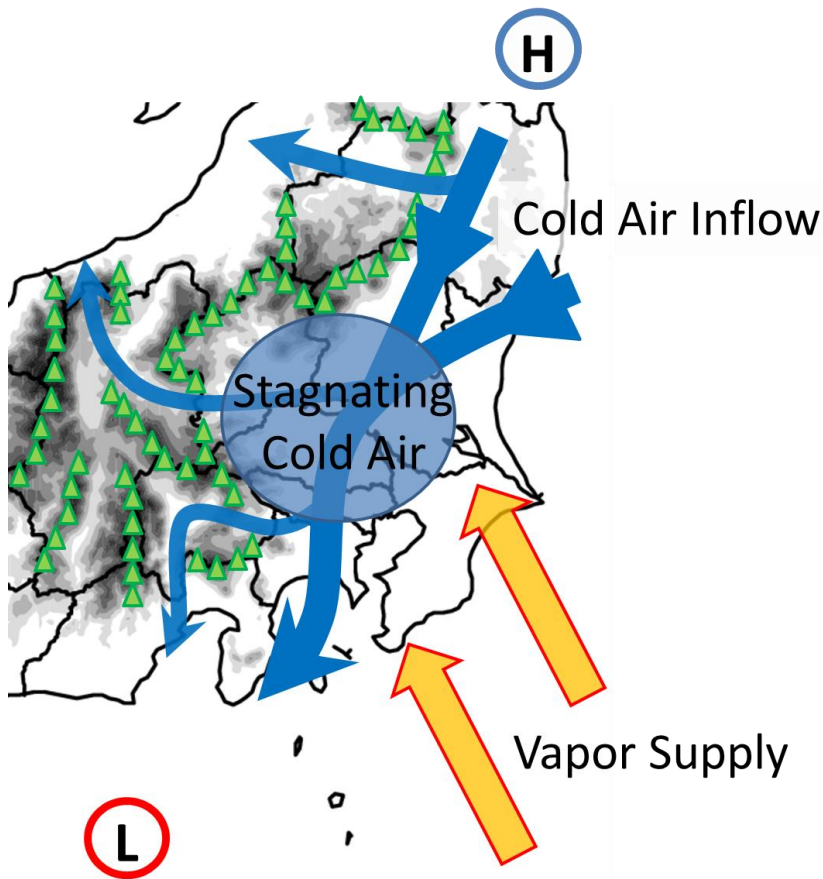 H
Cold Air Inflow
Stagnating
Cold Air
Vapor Supply
L